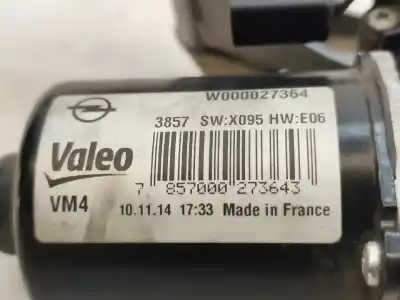 W000027364
3857 SW:X095 HW:E06
Valeo
7 857000 273643
VM4 10.11.14 17:33 Made in France